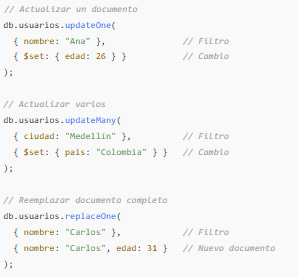 // Actualizar un documento
db.usuarios.updateOne(
  { nombre: "Ana" },            // Filtro
  { $set: { edad: 26 } }        // Cambio
);

// Actualizar varios
db.usuarios.updateMany(
  { ciudad: "Medellín" },       // Filtro
  { $set: { pais: "Colombia" } }   // Cambio
);

// Reemplazar documento completo
db.usuarios.replaceOne(
  { nombre: "Carlos" },         // Filtro
  { nombre: "Carlos", edad: 31 }   // Nuevo documento
);